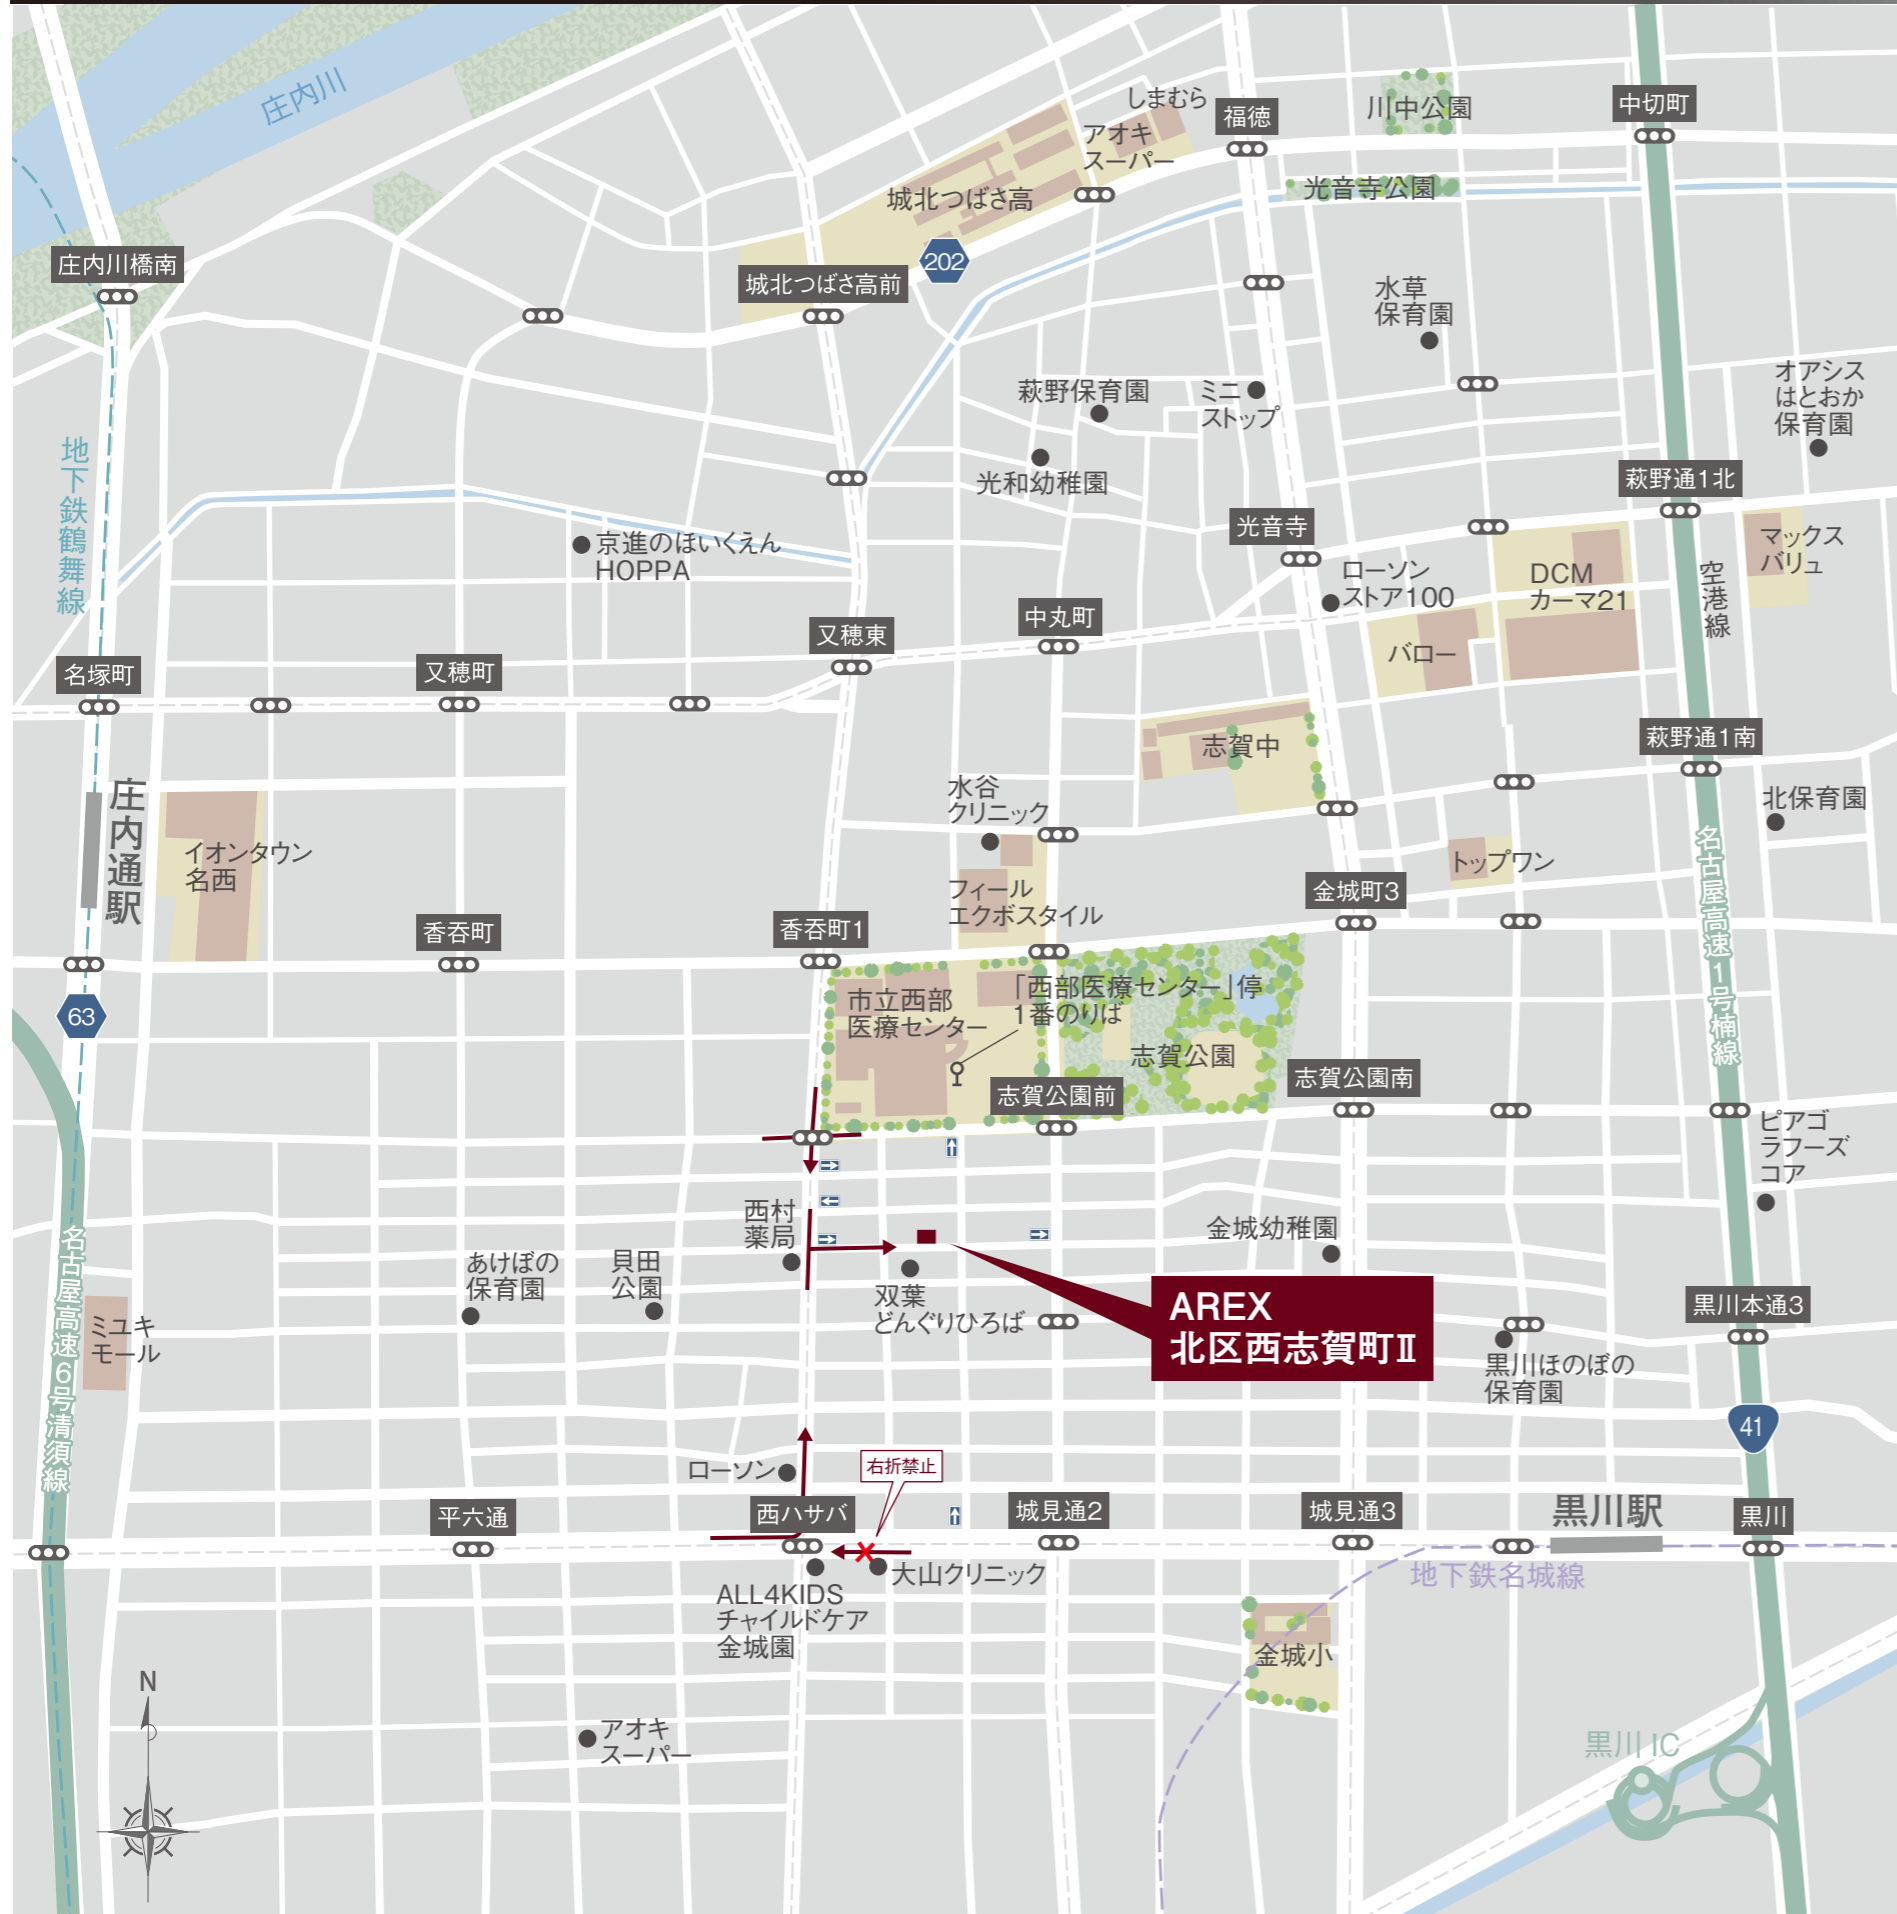 庄内川
しまむら
アオキ
スーパー
福徳
川中公園
中切町
城北つばさ高
光音寺公園
庄内川橋南
城北つばさ高前
202
水草
保育園
萩野保育園
ミニ
ストップ
オアシス
はとおか
保育園
地下鉄鶴舞線
光和幼稚園
萩野通1北
光音寺
京進のほいくえん
HOPPA
ローソン
ストア100
DCM
カーマ21
マックス
バリュ
空港線
中丸町
又穂東
バロー
名塚町
又穂町
志賀中
萩野通1南
庄内通駅
水谷
クリニック
北保育園
イオンタウン
名西
フィール
エクボスタイル
トップワン
金城町3
名古屋高速1号楠線
香呑町
香呑町1
63
市立西部
医療センター
「西部医療センター」停
1番のりば
志賀公園
志賀公園前
志賀公園南
ピアゴ
ラフーズ
コア
西村
薬局
金城幼稚園
名古屋高速6号清須線
あけぼの
保育園
貝田
公園
双葉
どんぐりひろば
AREX
北区西志賀町Ⅱ
黒川本通3
ミユキ
モール
黒川ほのぼの
保育園
41
ローソン
右折禁止
平六通
西ハサバ
城見通2
城見通3
黒川駅
黒川
大山クリニック
地下鉄名城線
ALL4KIDS
チャイルドケア
金城園
金城小
N
アオキ
スーパー
黒川 IC